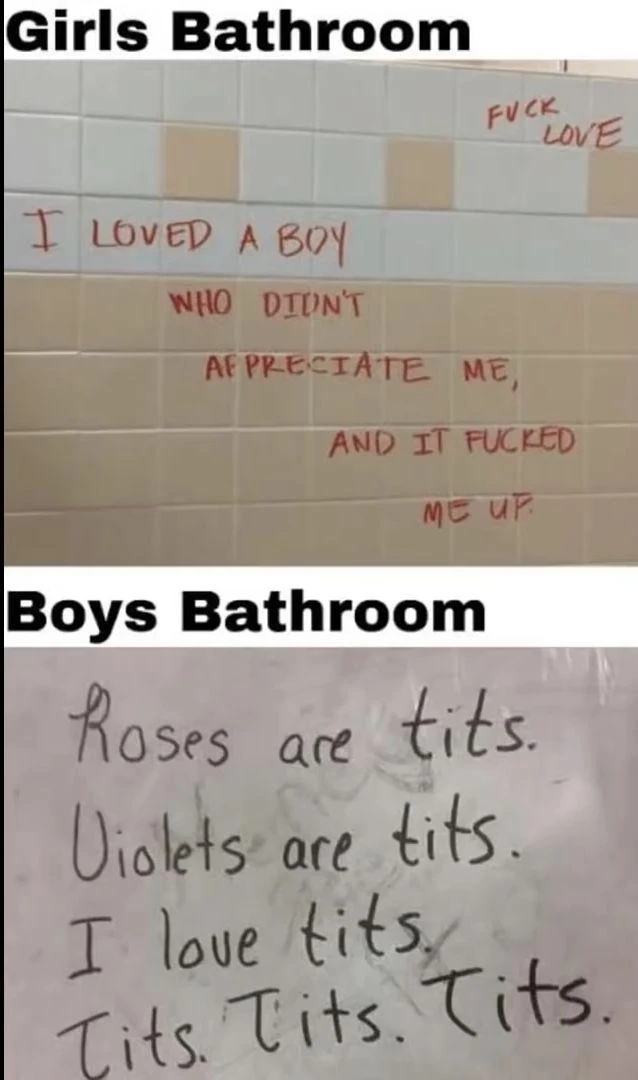 Girls Bathroom
FUCK
LOVE
I LOVED A BOY
WHO DIDN'T
APPRECIATE ME,
AND IT FUCKED
ME UP.
Boys Bathroom
Roses are tits.
Violets are tits.
I love tits.
Tits. Tits. Tits.